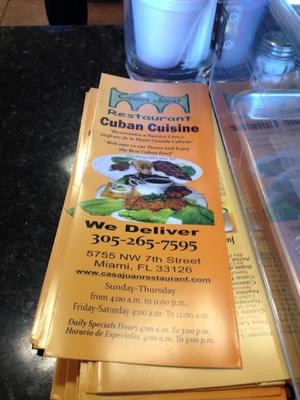 Casa Juan
Restaurant
Cuban Cuisine
"Bienvenidos a Nuestra Casa y
Disfrute de la Mejor Comida Cubana"
"Welcome to our House and Enjoy
the Best Cuban Food"
We Deliver
305-265-7595
5755 NW 7th Street
Miami, FL 33126
www.casajuanrestaurant.com
Sunday-Thursday
from 4:00 a.m. to 11:00 p.m.
Friday-Saturday 4:00 a.m. To 12:00 a.m.
Daily Specials Hours 4:00 a.m. To 3:00 p.m.
Horario de Especiales 4:00 a.m. To 3:00 p.m.